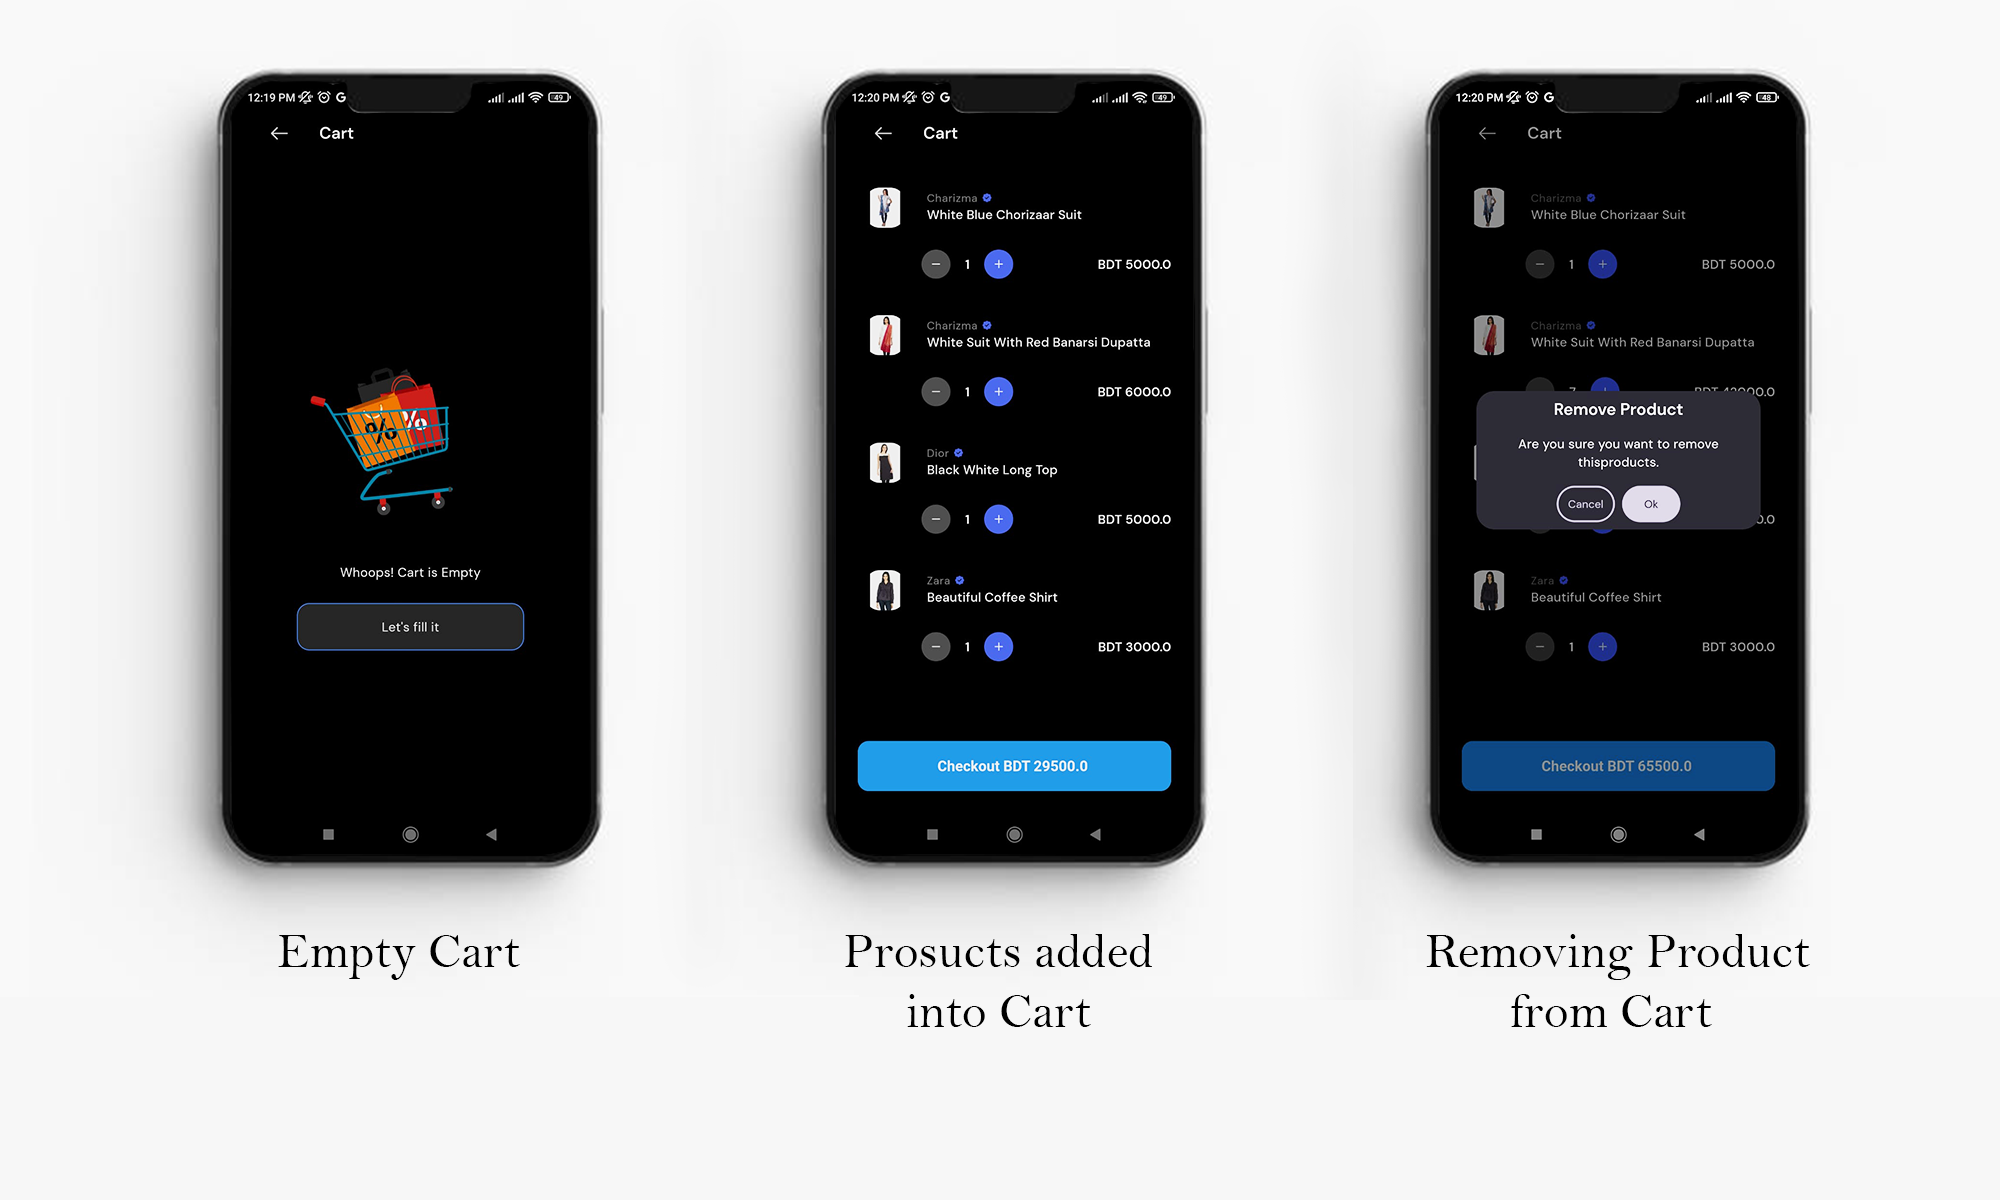 12:19 PM G 49
Cart
%
%
Whoops! Cart is Empty
Let's fill it
Empty Cart
12:20 PM G 49
Cart
Charizma
White Blue Chorizaar Suit
− 1 + BDT 5000.0
Charizma
White Suit With Red Banarsi Dupatta
− 1 + BDT 6000.0
Dior
Black White Long Top
− 1 + BDT 5000.0
Zara
Beautiful Coffee Shirt
− 1 + BDT 3000.0
Checkout BDT 29500.0
Prosucts added
into Cart
12:20 PM G 48
Cart
Charizma
White Blue Chorizaar Suit
− 1 + BDT 5000.0
Charizma
White Suit With Red Banarsi Dupatta
Remove Product
Are you sure you want to remove
thisproducts.
Cancel Ok
Zara
Beautiful Coffee Shirt
− 1 + BDT 3000.0
Checkout BDT 65500.0
Removing Product
from Cart